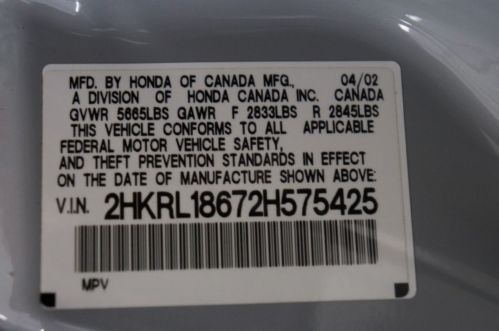 MFD. BY HONDA OF CANADA MFG., 04/02
A DIVISION OF HONDA CANADA INC. CANADA
GVWR 5665LBS GAWR F 2833LBS R 2845LBS
THIS VEHICLE CONFORMS TO ALL APPLICABLE
FEDERAL MOTOR VEHICLE SAFETY,
AND THEFT PREVENTION STANDARDS IN EFFECT
ON THE DATE OF MANUFACTURE SHOWN ABOVE:
V.I.N. 2HKRL18672H575425
MPV